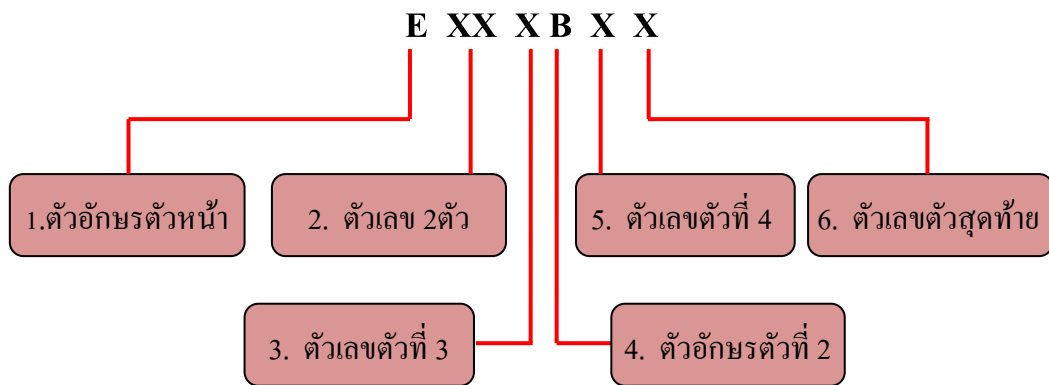 E XX X B X X
1.ตัวอักษรตัวหน้า
2. ตัวเลข 2ตัว
5. ตัวเลขตัวที่ 4
6. ตัวเลขตัวสุดท้าย
3. ตัวเลขตัวที่ 3
4. ตัวอักษรตัวที่ 2